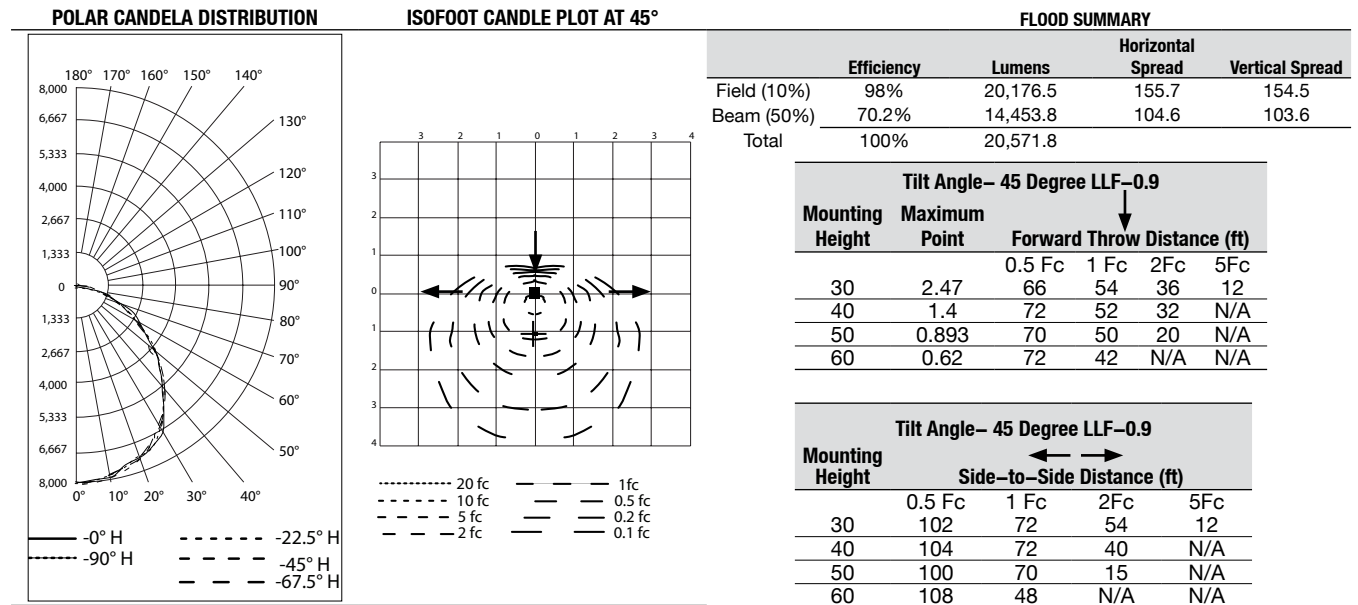 POLAR CANDELA DISTRIBUTION
180° 170° 160° 150° 140°
8,000
6,667
5,333
4,000
2,667
1,333
0
1,333
2,667
4,000
5,333
6,667
8,000
130°
120°
110°
100°
90°
80°
70°
60°
50°
0° 10° 20° 30° 40°
-0° H
-90° H
-22.5° H
-45° H
-67.5° H
ISOFOOT CANDLE PLOT AT 45°
3 2 1 0 1 2 3 4
3
2
1
0
1
2
3
4
20 fc
10 fc
5 fc
2 fc
1fc
0.5 fc
0.2 fc
0.1 fc
FLOOD SUMMARY
Efficiency Lumens Horizontal Spread Vertical Spread
Field (10%) 98% 20,176.5 155.7 154.5
Beam (50%) 70.2% 14,453.8 104.6 103.6
Total 100% 20,571.8
Tilt Angle– 45 Degree LLF–0.9
Mounting Height Maximum Point Forward Throw Distance (ft)
0.5 Fc 1 Fc 2Fc 5Fc
30 2.47 66 54 36 12
40 1.4 72 52 32 N/A
50 0.893 70 50 20 N/A
60 0.62 72 42 N/A N/A
Tilt Angle– 45 Degree LLF–0.9
Mounting Height Side–to–Side Distance (ft)
0.5 Fc 1 Fc 2Fc 5Fc
30 102 72 54 12
40 104 72 40 N/A
50 100 70 15 N/A
60 108 48 N/A N/A